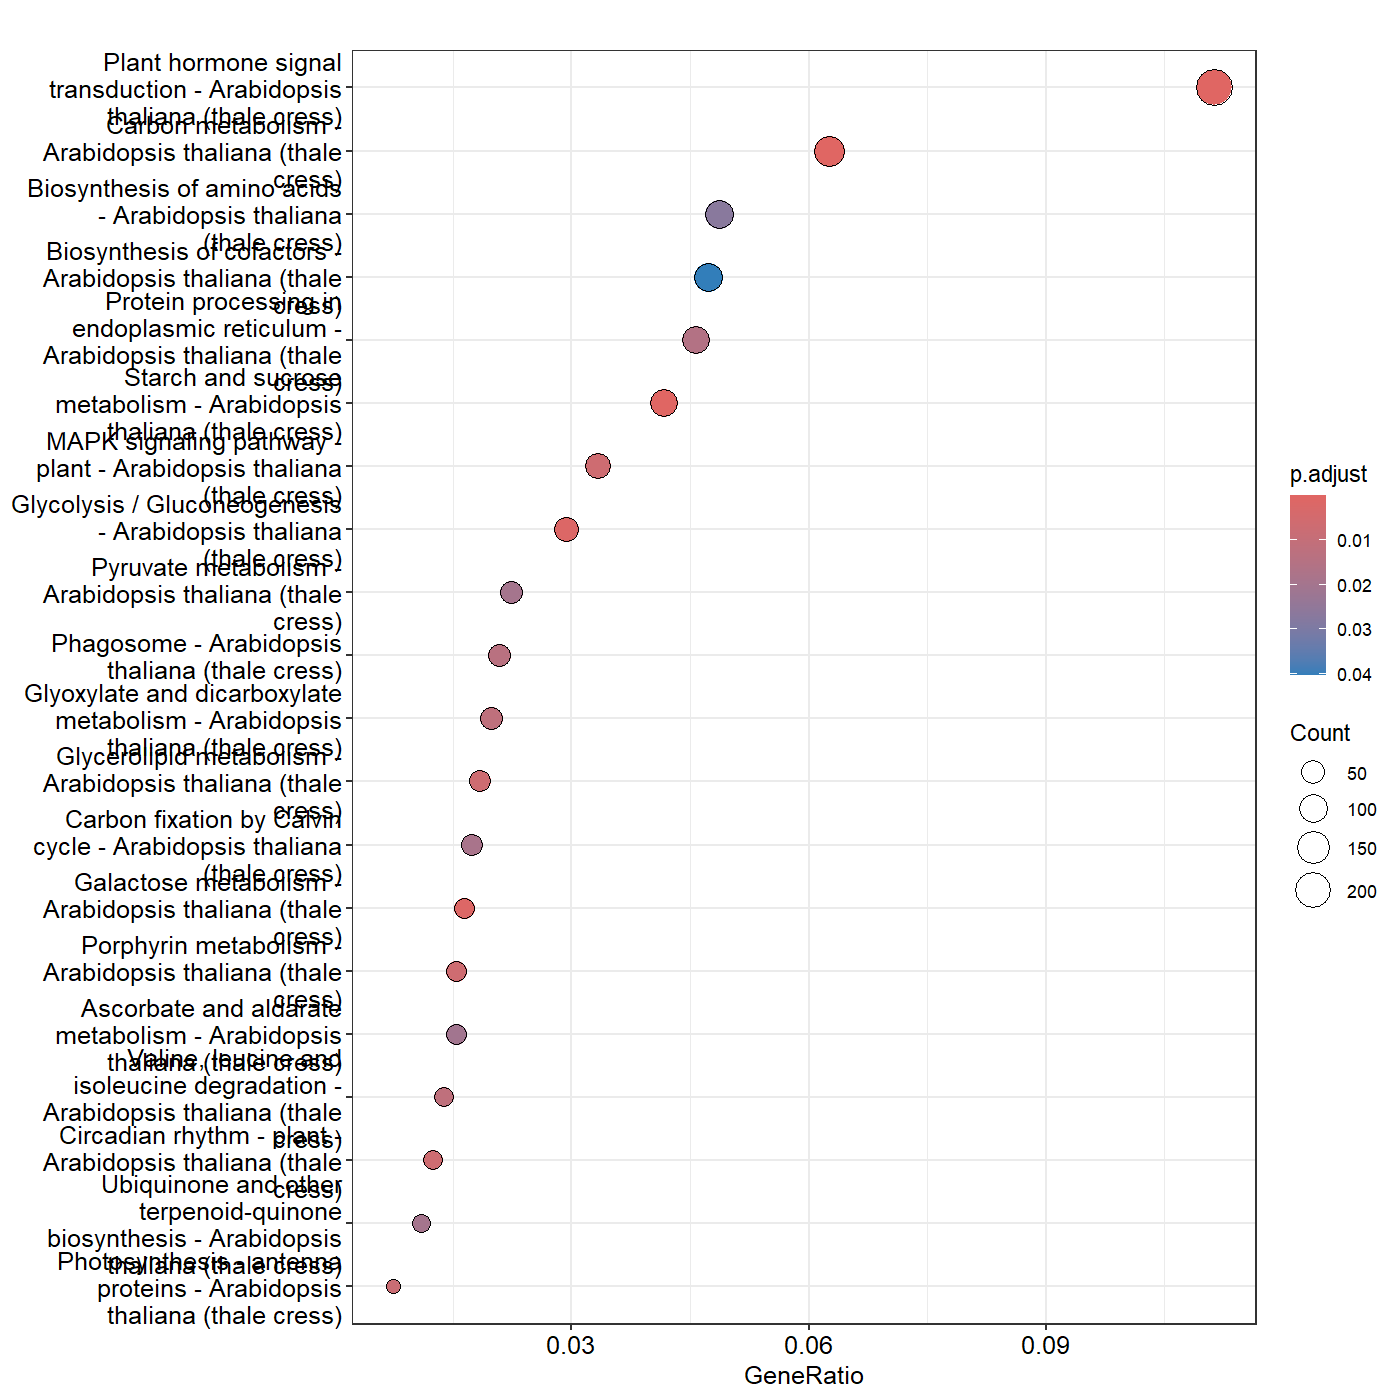 Plant hormone signal
transduction - Arabidopsis
thaliana (thale cress)
Carbon metabolism -
Arabidopsis thaliana (thale
cress)
Biosynthesis of amino acids
- Arabidopsis thaliana
(thale cress)
Biosynthesis of cofactors -
Arabidopsis thaliana (thale
cress)
Protein processing in
endoplasmic reticulum -
Arabidopsis thaliana (thale
cress)
Starch and sucrose
metabolism - Arabidopsis
thaliana (thale cress)
MAPK signaling pathway -
plant - Arabidopsis thaliana
(thale cress)
Glycolysis / Gluconeogenesis
- Arabidopsis thaliana
(thale cress)
Pyruvate metabolism -
Arabidopsis thaliana (thale
cress)
Phagosome - Arabidopsis
thaliana (thale cress)
Glyoxylate and dicarboxylate
metabolism - Arabidopsis
thaliana (thale cress)
Glycerolipid metabolism -
Arabidopsis thaliana (thale
cress)
Carbon fixation by Calvin
cycle - Arabidopsis thaliana
(thale cress)
Galactose metabolism -
Arabidopsis thaliana (thale
cress)
Porphyrin metabolism -
Arabidopsis thaliana (thale
cress)
Ascorbate and aldarate
metabolism - Arabidopsis
thaliana (thale cress)
Valine, leucine and
isoleucine degradation -
Arabidopsis thaliana (thale
cress)
Circadian rhythm - plant -
Arabidopsis thaliana (thale
cress)
Ubiquinone and other
terpenoid-quinone
biosynthesis - Arabidopsis
thaliana (thale cress)
Photosynthesis - antenna
proteins - Arabidopsis
thaliana (thale cress)
0.03
0.06
0.09
GeneRatio
p.adjust
0.01
0.02
0.03
0.04
Count
50
100
150
200